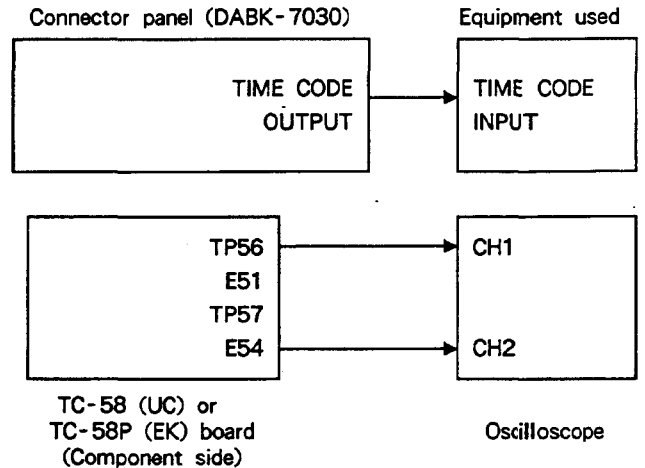 Connector panel (DABK-7030)
Equipment used
TIME CODE
OUTPUT
TIME CODE
INPUT
TP56
E51
TP57
E54
CH1
CH2
TC-58 (UC) or
TC-58P (EK) board
(Component side)
Oscilloscope